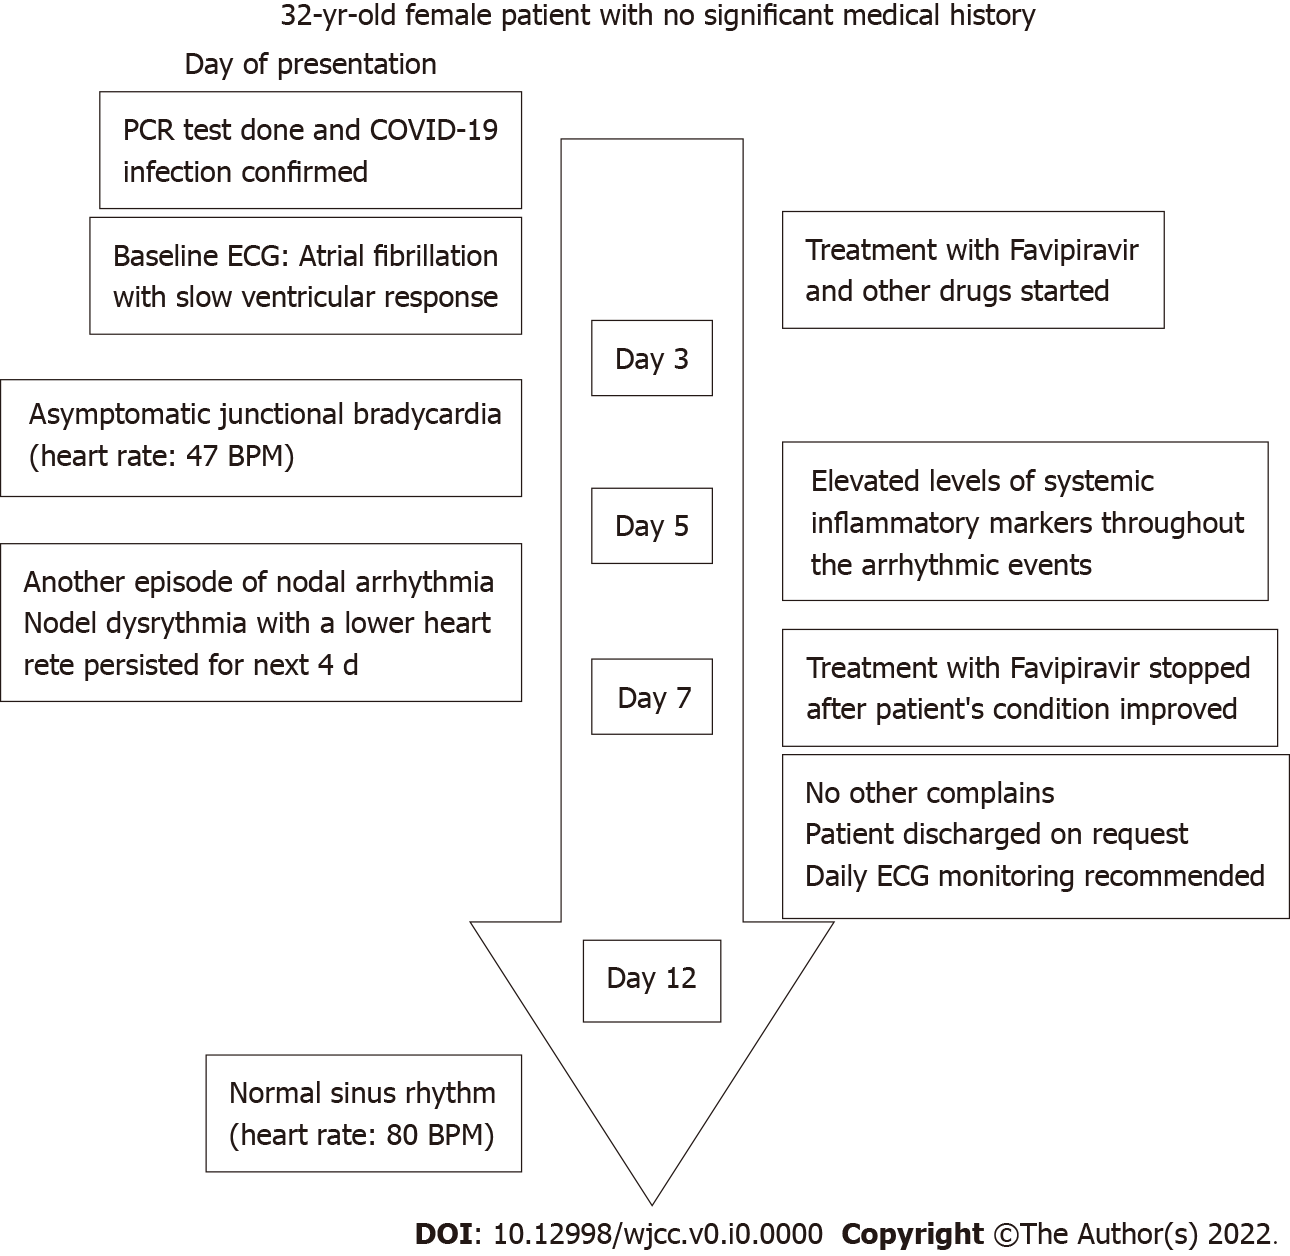 32-yr-old female patient with no significant medical history
Day of presentation
PCR test done and COVID-19
infection confirmed
Baseline ECG: Atrial fibrillation
with slow ventricular response
Treatment with Favipiravir
and other drugs started
Day 3
Asymptomatic junctional bradycardia
(heart rate: 47 BPM)
Elevated levels of systemic
inflammatory markers throughout
the arrhythmic events
Day 5
Another episode of nodal arrhythmia
Nodel dysrythmia with a lower heart
rete persisted for next 4 d
Treatment with Favipiravir stopped
after patient's condition improved
Day 7
No other complains
Patient discharged on request
Daily ECG monitoring recommended
Day 12
Normal sinus rhythm
(heart rate: 80 BPM)
DOI: 10.12998/wjcc.v0.i0.0000 Copyright ©The Author(s) 2022.